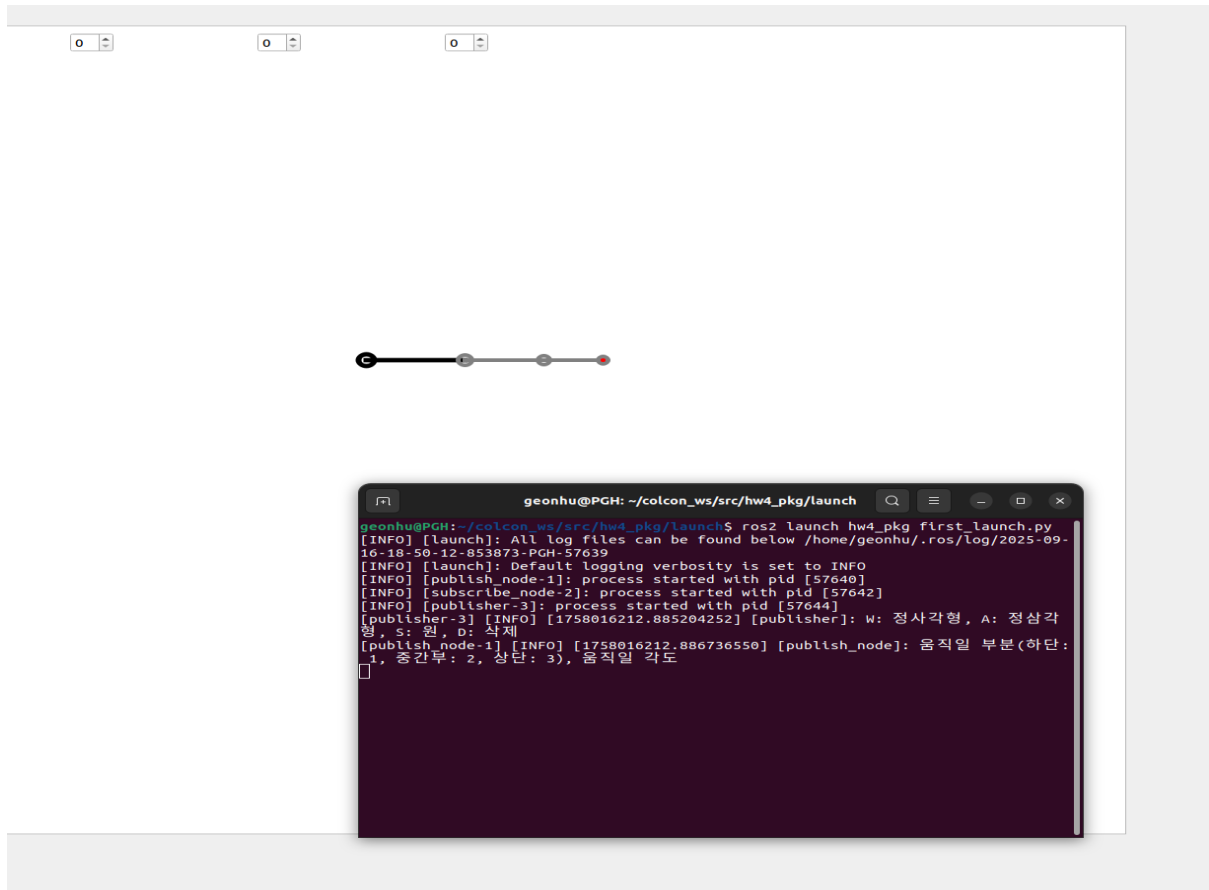 0 0 0
geonhu@PGH: ~/colcon_ws/src/hw4_pkg/launch
geonhu@PGH:~/colcon_ws/src/hw4_pkg/launch$ ros2 launch hw4_pkg first_launch.py
[INFO] [launch]: All log files can be found below /home/geonhu/.ros/log/2025-09-
16-18-50-12-853873-PGH-57639
[INFO] [launch]: Default logging verbosity is set to INFO
[INFO] [publish_node-1]: process started with pid [57640]
[INFO] [subscribe_node-2]: process started with pid [57642]
[INFO] [publisher-3]: process started with pid [57644]
[publisher-3] [INFO] [1758016212.885204252] [publisher]: W: 정사각형, A: 정삼각
형, S: 원, D: 삭제
[publish_node-1] [INFO] [1758016212.886736550] [publish_node]: 움직일 부분(하단:
1, 중간부: 2, 상단: 3), 움직일 각도